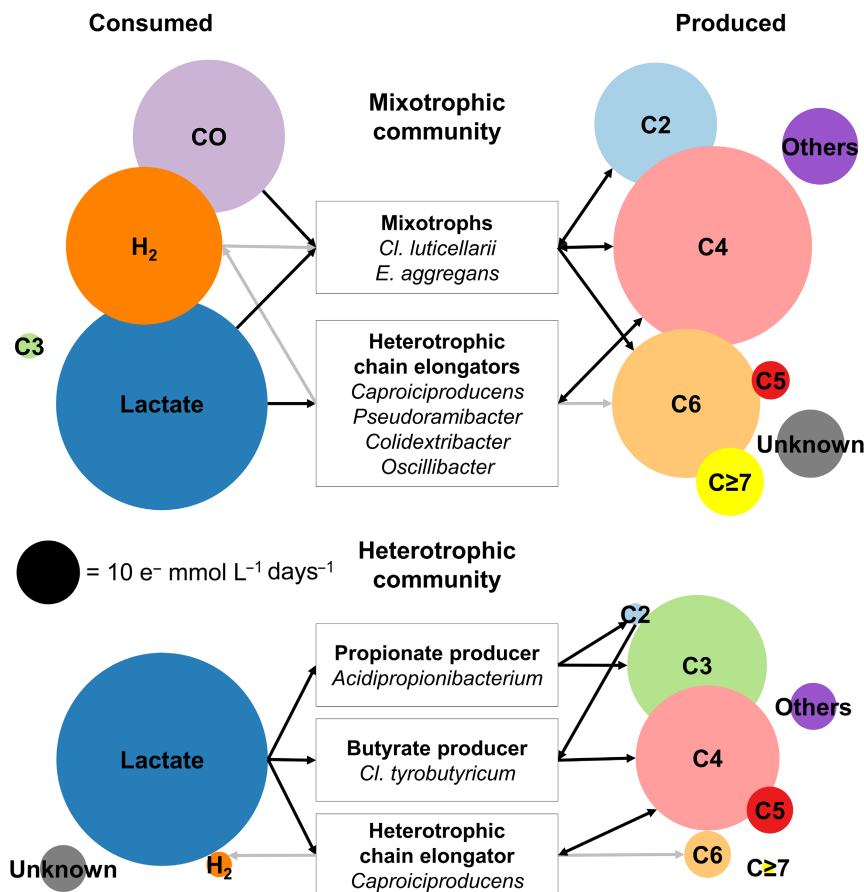 Consumed
Produced
Mixotrophic
community
CO
H₂
C3
Lactate
Mixotrophs
Cl. luticellarii
E. aggregans
Heterotrophic
chain elongators
Caproiciproducens
Pseudoramibacter
Colidextribacter
Oscillibacter
C2
Others
C4
C6
C5
Unknown
C≥7
= 10 e⁻ mmol L⁻¹ days⁻¹
Heterotrophic
community
Lactate
Unknown
H₂
Propionate producer
Acidipropionibacterium
Butyrate producer
Cl. tyrobutyricum
Heterotrophic
chain elongator
Caproiciproducens
C2
C3
Others
C4
C5
C6
C≥7